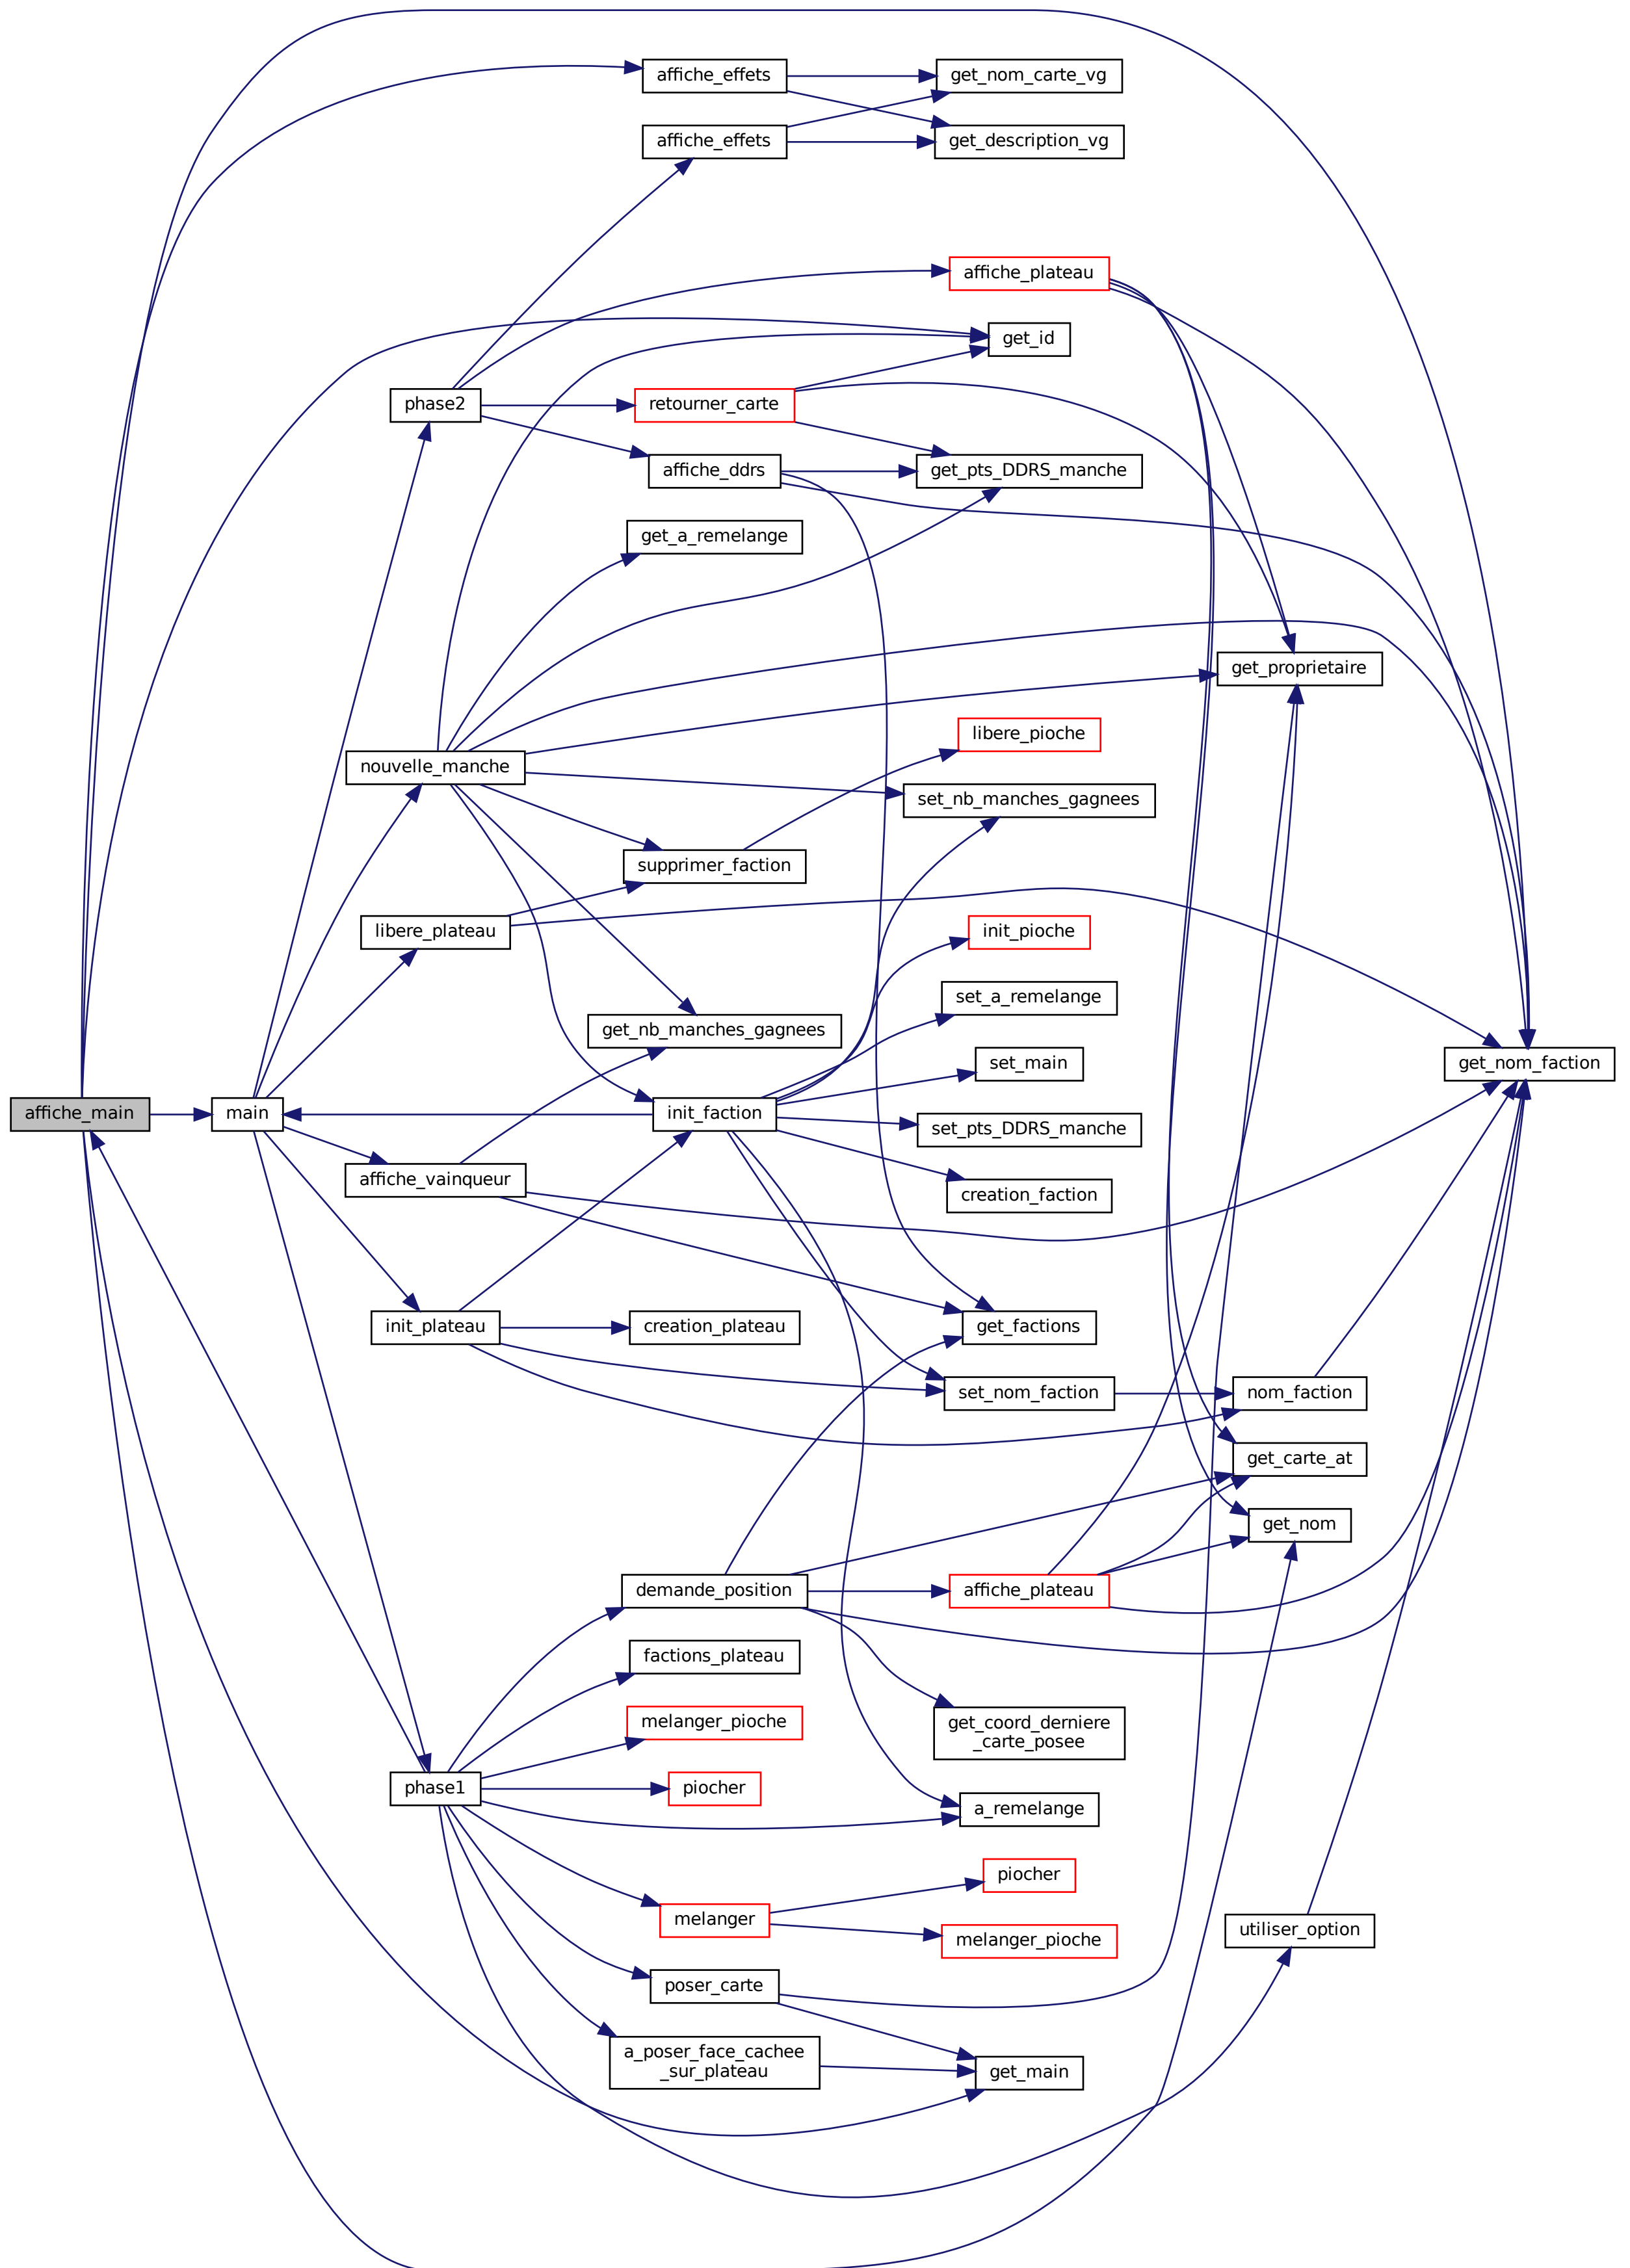 affiche_effets
get_nom_carte_vg
affiche_effets
get_description_vg
affiche_plateau
get_id
phase2
retourner_carte
affiche_ddrs
get_pts_DDRS_manche
get_a_remelange
get_proprietaire
libere_pioche
nouvelle_manche
set_nb_manches_gagnees
supprimer_faction
libere_plateau
init_pioche
set_a_remelange
get_nb_manches_gagnees
set_main
get_nom_faction
affiche_main
main
init_faction
set_pts_DDRS_manche
affiche_vainqueur
creation_faction
init_plateau
creation_plateau
get_factions
set_nom_faction
nom_faction
get_carte_at
get_nom
demande_position
affiche_plateau
factions_plateau
melanger_pioche
get_coord_derniere
_carte_posee
phase1
piocher
a_remelange
piocher
melanger
utiliser_option
melanger_pioche
poser_carte
a_poser_face_cachee
_sur_plateau
get_main